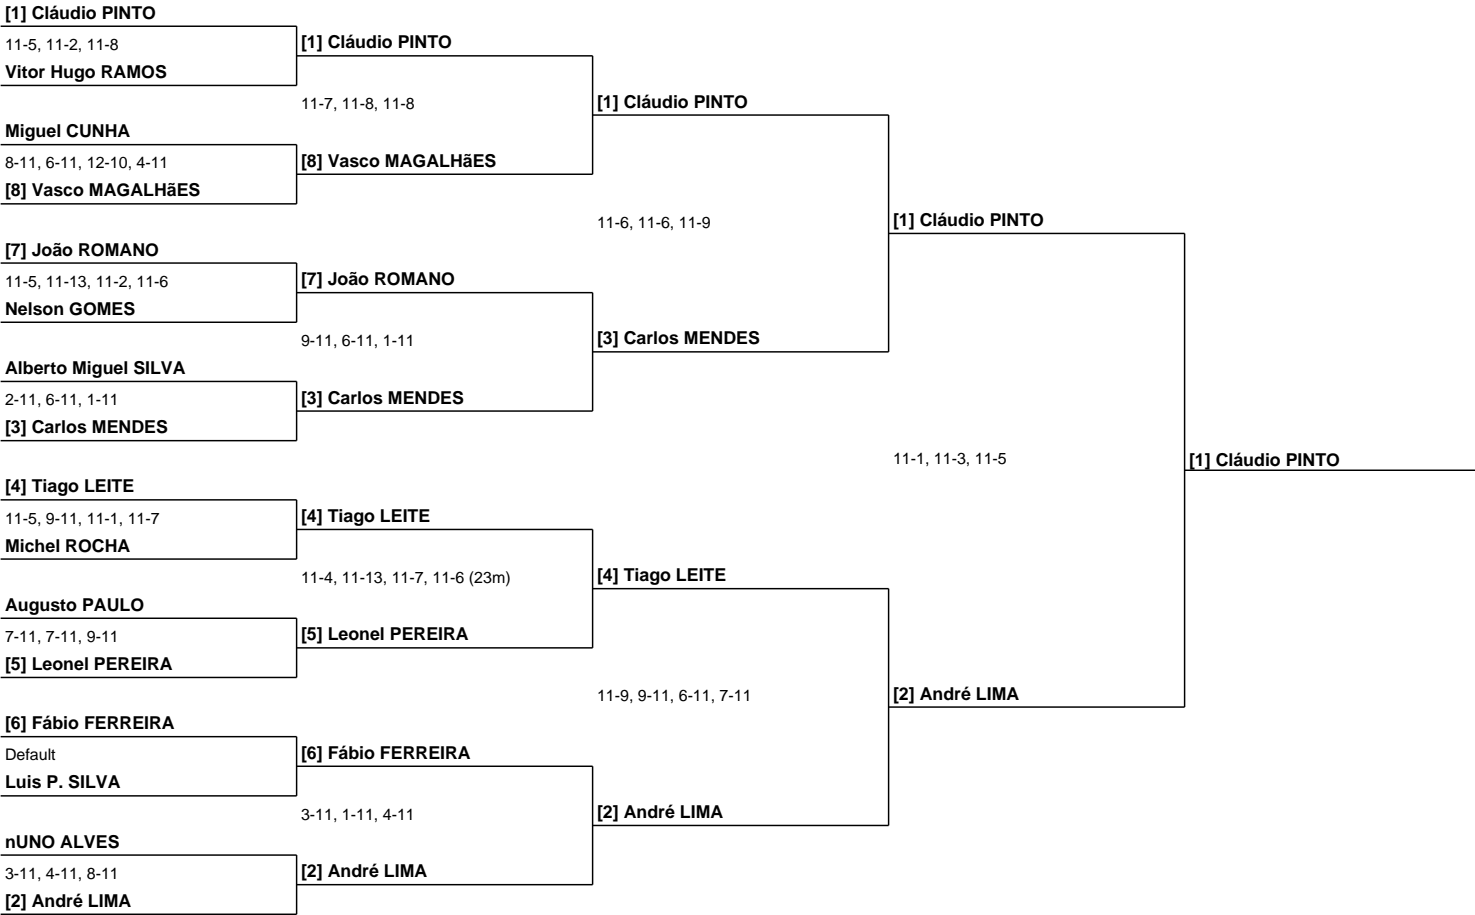 [1] Cláudio PINTO
11-5, 11-2, 11-8
Vitor Hugo RAMOS
Miguel CUNHA
8-11, 6-11, 12-10, 4-11
[8] Vasco MAGALHãES
[7] João ROMANO
11-5, 11-13, 11-2, 11-6
Nelson GOMES
Alberto Miguel SILVA
2-11, 6-11, 1-11
[3] Carlos MENDES
[4] Tiago LEITE
11-5, 9-11, 11-1, 11-7
Michel ROCHA
Augusto PAULO
7-11, 7-11, 9-11
[5] Leonel PEREIRA
[6] Fábio FERREIRA
Default
Luis P. SILVA
nUNO ALVES
3-11, 4-11, 8-11
[2] André LIMA
[1] Cláudio PINTO
11-7, 11-8, 11-8
[8] Vasco MAGALHãES
[7] João ROMANO
9-11, 6-11, 1-11
[3] Carlos MENDES
[4] Tiago LEITE
11-4, 11-13, 11-7, 11-6 (23m)
[5] Leonel PEREIRA
[6] Fábio FERREIRA
3-11, 1-11, 4-11
[2] André LIMA
[1] Cláudio PINTO
11-6, 11-6, 11-9
[3] Carlos MENDES
[4] Tiago LEITE
11-9, 9-11, 6-11, 7-11
[2] André LIMA
[1] Cláudio PINTO
11-1, 11-3, 11-5
[2] André LIMA
[1] Cláudio PINTO